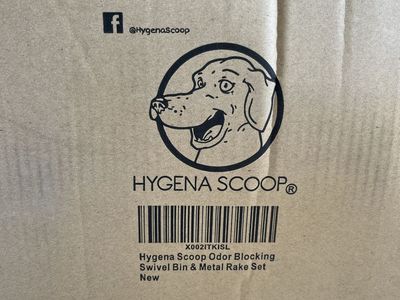 f @HygenaScoop
HYGENA SCOOP®
X002ITKISL
Hygena Scoop Odor Blocking
Swivel Bin & Metal Rake Set
New